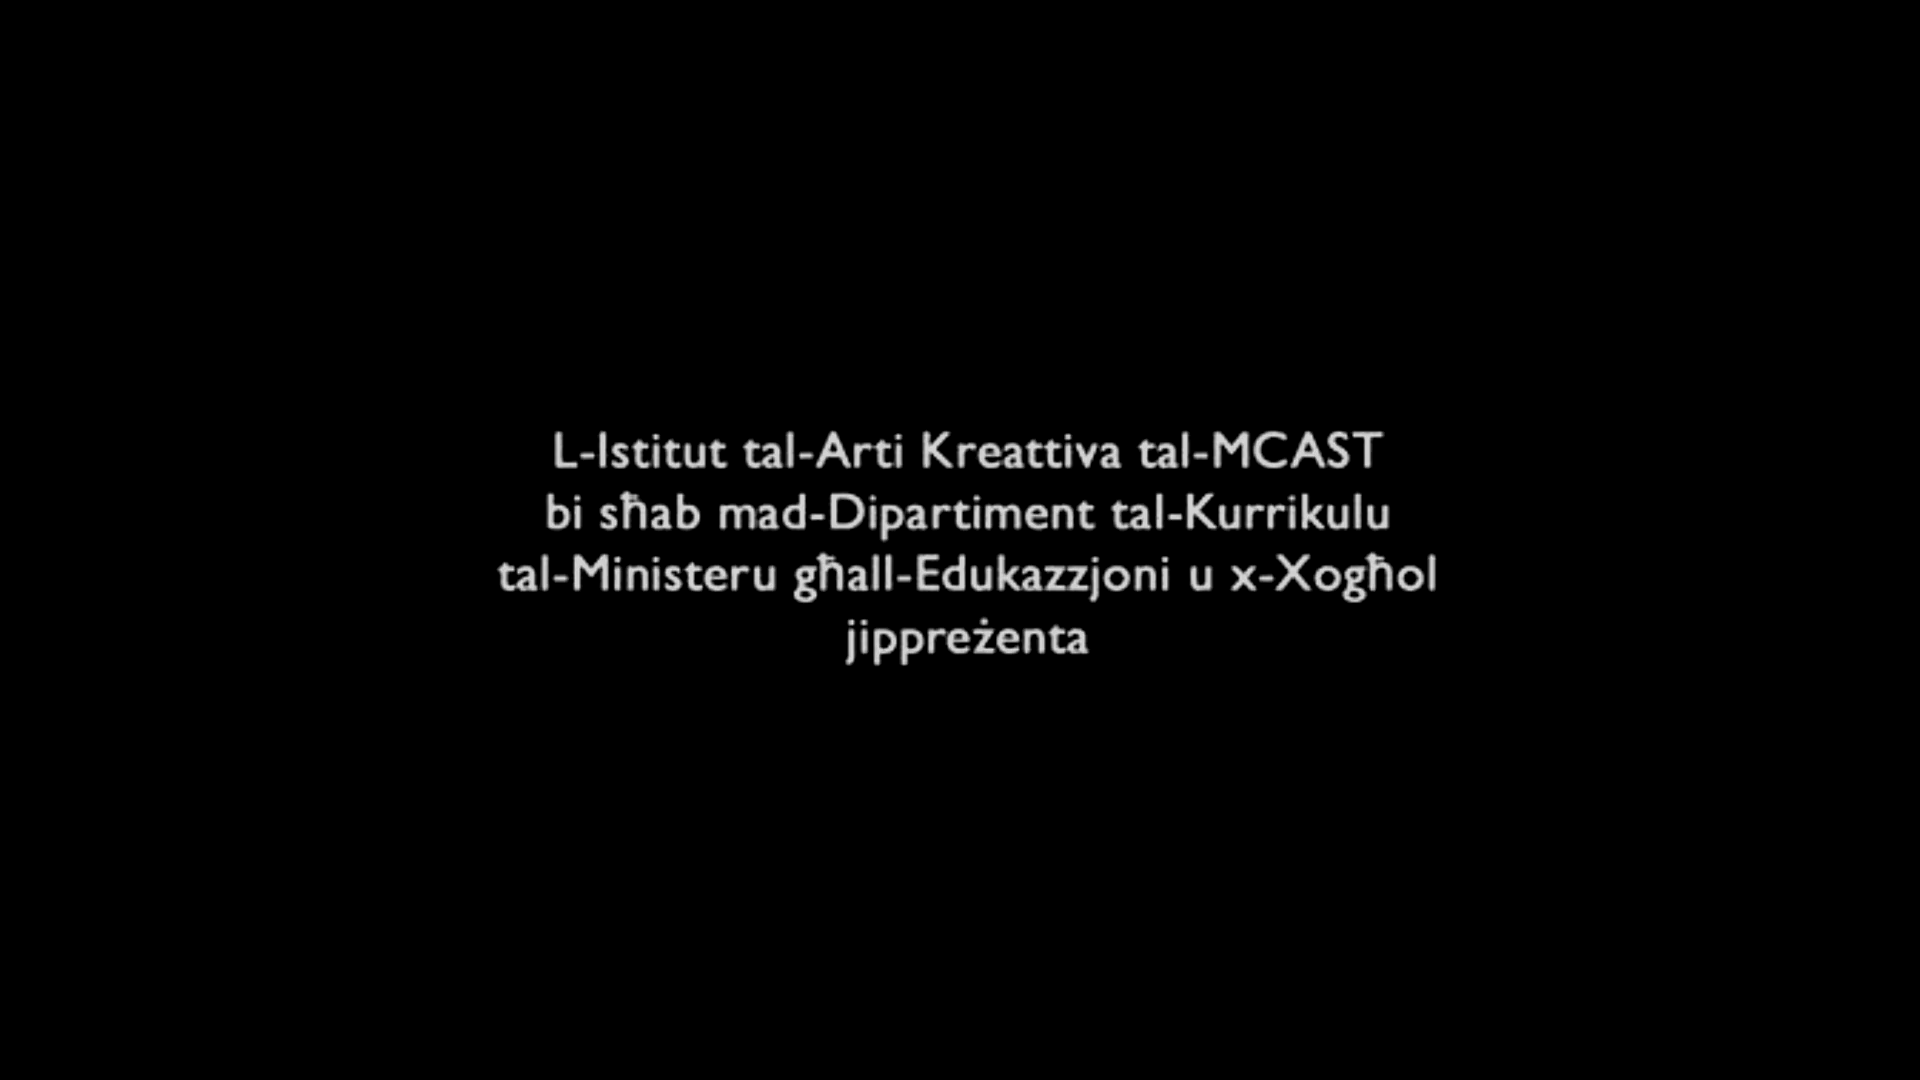 L-Istitut tal-Arti Kreattiva tal-MCAST
bi sħab mad-Dipartiment tal-Kurrikulu
tal-Ministeru għall-Edukazzjoni u x-Xogħol
jippreżenta